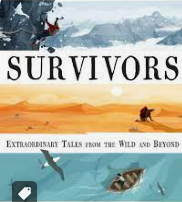 SURVIVORS
EXTRAORDINARY TALES FROM THE WILD AND BEYOND